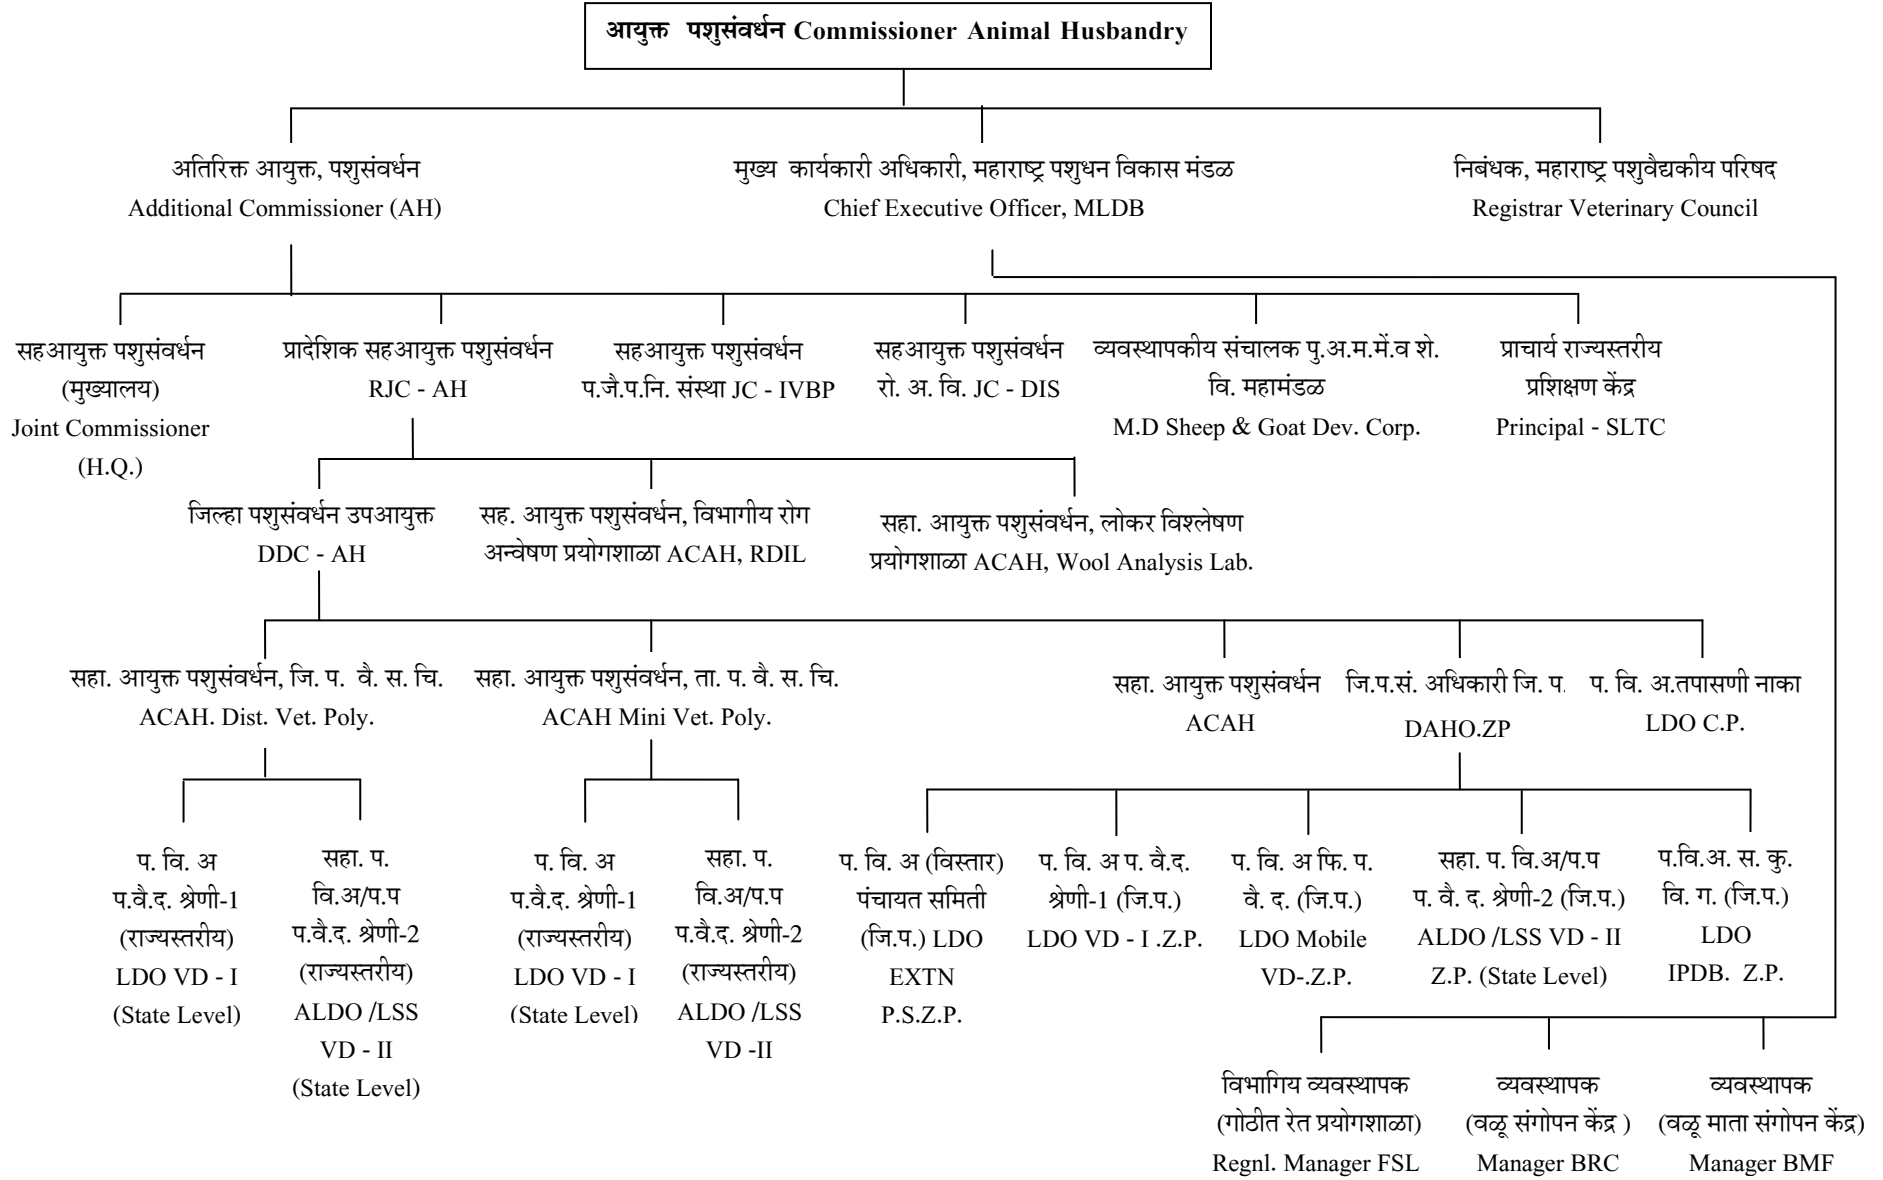 आयुक्त पशुसंवर्धन Commissioner Animal Husbandry
अतिरिक्त आयुक्त, पशुसंवर्धन
Additional Commissioner (AH)
मुख्य कार्यकारी अधिकारी, महाराष्ट्र पशुधन विकास मंडळ
Chief Executive Officer, MLDB
निबंधक, महाराष्ट्र पशुवैद्यकीय परिषद
Registrar Veterinary Council
सहआयुक्त पशुसंवर्धन
(मुख्यालय)
Joint Commissioner
(H.Q.)
प्रादेशिक सहआयुक्त पशुसंवर्धन
RJC - AH
सहआयुक्त पशुसंवर्धन
प.जै.प.नि. संस्था JC - IVBP
सहआयुक्त पशुसंवर्धन
रो. अ. वि. JC - DIS
व्यवस्थापकीय संचालक पु.अ.म.में.व शे.
वि. महामंडळ
M.D Sheep & Goat Dev. Corp.
प्राचार्य राज्यस्तरीय
प्रशिक्षण केंद्र
Principal - SLTC
जिल्हा पशुसंवर्धन उपआयुक्त
DDC - AH
सह. आयुक्त पशुसंवर्धन, विभागीय रोग
अन्वेषण प्रयोगशाळा ACAH, RDIL
सहा. आयुक्त पशुसंवर्धन, लोकर विश्लेषण
प्रयोगशाळा ACAH, Wool Analysis Lab.
सहा. आयुक्त पशुसंवर्धन, जि. प. वै. स. चि.
ACAH. Dist. Vet. Poly.
सहा. आयुक्त पशुसंवर्धन, ता. प. वै. स. चि.
ACAH Mini Vet. Poly.
सहा. आयुक्त पशुसंवर्धन
ACAH
जि.प.सं. अधिकारी जि. प.
DAHO.ZP
प. वि. अ.तपासणी नाका
LDO C.P.
प. वि. अ
प.वै.द. श्रेणी-1
(राज्यस्तरीय)
LDO VD - I
(State Level)
सहा. प.
वि.अ/प.प
प.वै.द. श्रेणी-2
(राज्यस्तरीय)
ALDO /LSS
VD - II
(State Level)
प. वि. अ
प.वै.द. श्रेणी-1
(राज्यस्तरीय)
LDO VD - I
(State Level)
सहा. प.
वि.अ/प.प
प.वै.द. श्रेणी-2
(राज्यस्तरीय)
ALDO /LSS
VD -II
प. वि. अ (विस्तार)
पंचायत समिती
(जि.प.) LDO
EXTN
P.S.Z.P.
प. वि. अ प. वै.द.
श्रेणी-1 (जि.प.)
LDO VD - I .Z.P.
प. वि. अ फि. प.
वै. द. (जि.प.)
LDO Mobile
VD-.Z.P.
सहा. प. वि.अ/प.प
प. वै. द. श्रेणी-2 (जि.प.)
ALDO /LSS VD - II
Z.P. (State Level)
प.वि.अ. स. कु.
वि. ग. (जि.प.)
LDO
IPDB. Z.P.
विभागिय व्यवस्थापक
(गोठीत रेत प्रयोगशाळा)
Regnl. Manager FSL
व्यवस्थापक
(वळू संगोपन केंद्र )
Manager BRC
व्यवस्थापक
(वळू माता संगोपन केंद्र)
Manager BMF